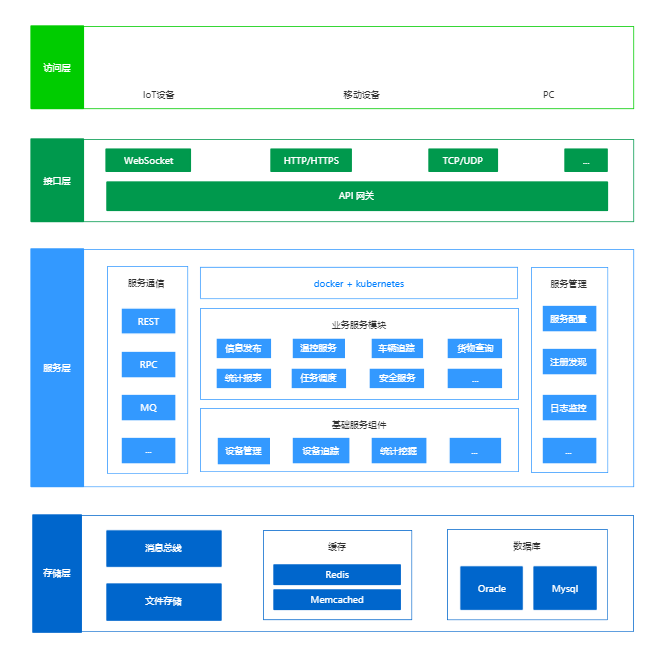 访问层
IoT设备
移动设备
PC
接口层
WebSocket
HTTP/HTTPS
TCP/UDP
...
API 网关
服务层
服务通信
REST
RPC
MQ
...
docker + kubernetes
业务服务模块
信息发布
温控服务
车辆追踪
货物查询
统计报表
任务调度
安全服务
...
基础服务组件
设备管理
设备追踪
统计挖掘
...
服务管理
服务配置
注册发现
日志监控
...
存储层
消息总线
文件存储
缓存
Redis
Memcached
数据库
Oracle
Mysql